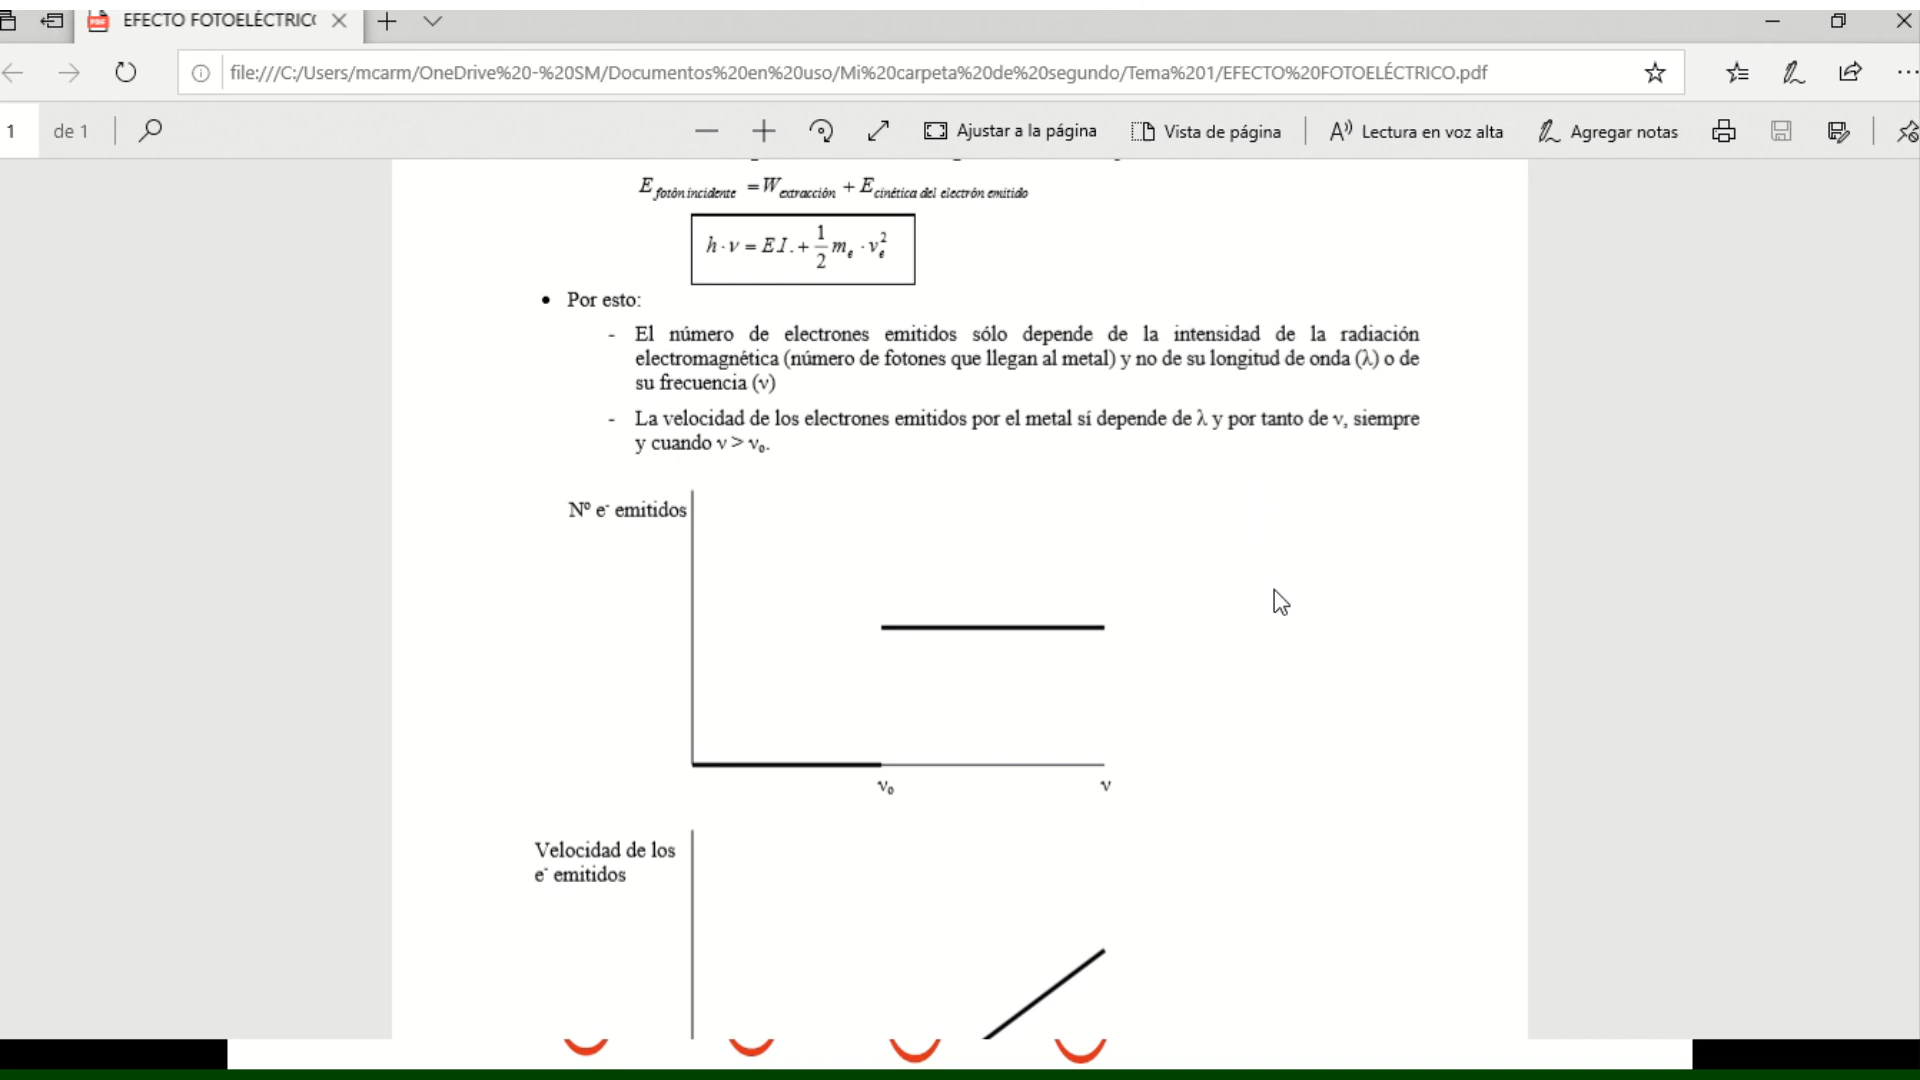 EFECTO FOTOELÉCTRIC
file:///C:/Users/mcarm/OneDrive%20-%20SM/Documentos%20en%20uso/Mi%20carpeta%20de%20segundo/Tema%201/EFECTO%20FOTOELÉCTRICO.pdf
1 de 1 Ajustar a la página Vista de página A)) Lectura en voz alta Agregar notas
E fotón incidente = W extracción + E cinética del electrón emitido
h · ν = E.I. + 1/2 mₑ · vₑ²
• Por esto:
- El número de electrones emitidos sólo depende de la intensidad de la radiación
electromagnética (número de fotones que llegan al metal) y no de su longitud de onda (λ) o de
su frecuencia (ν)
- La velocidad de los electrones emitidos por el metal sí depende de λ y por tanto de ν, siempre
y cuando ν > ν₀.
Nº e⁻ emitidos
ν₀ ν
Velocidad de los
e⁻ emitidos